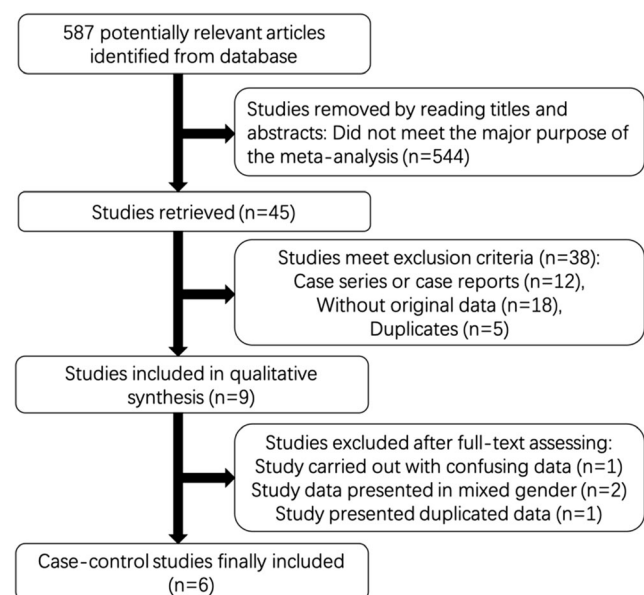 587 potentially relevant articles
identified from database
Studies removed by reading titles and
abstracts: Did not meet the major purpose of
the meta-analysis (n=544)
Studies retrieved (n=45)
Studies meet exclusion criteria (n=38):
Case series or case reports (n=12),
Without original data (n=18),
Duplicates (n=5)
Studies included in qualitative
synthesis (n=9)
Studies excluded after full-text assessing:
Study carried out with confusing data (n=1)
Study data presented in mixed gender (n=2)
Study presented duplicated data (n=1)
Case-control studies finally included
(n=6)